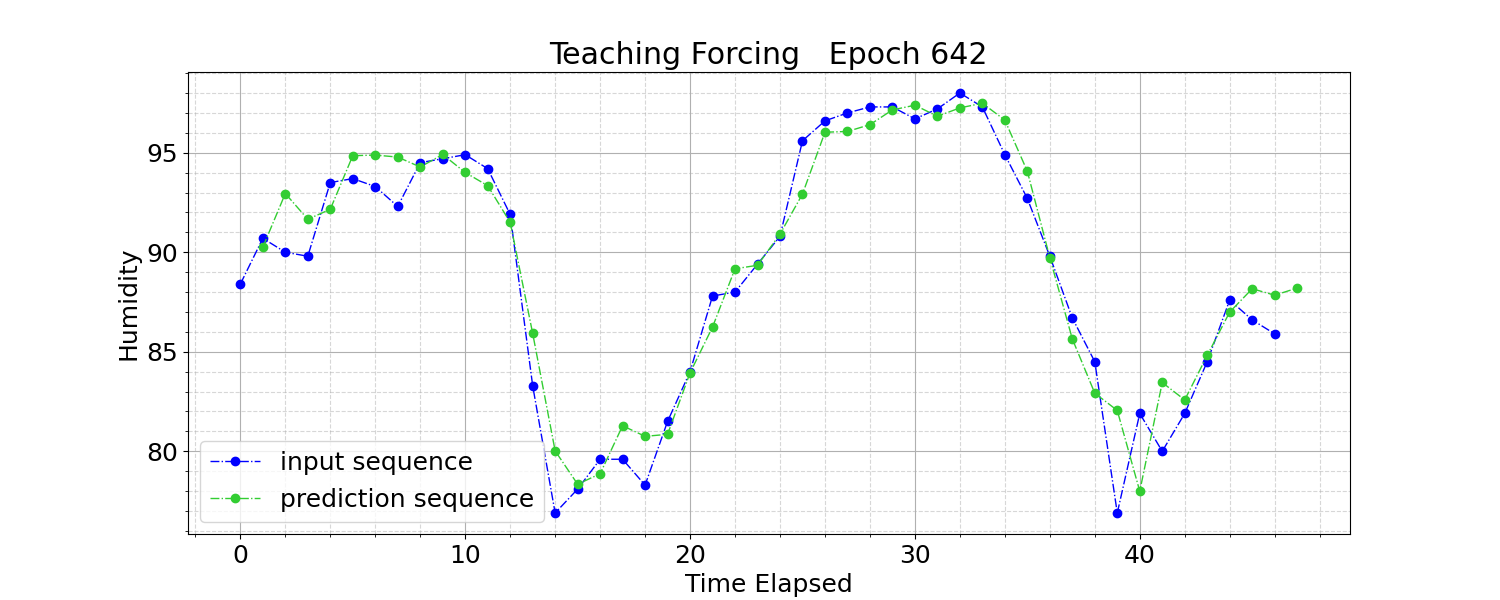 Teaching Forcing   Epoch 642
Humidity
95
90
85
80
input sequence
prediction sequence
0 10 20 30 40
Time Elapsed